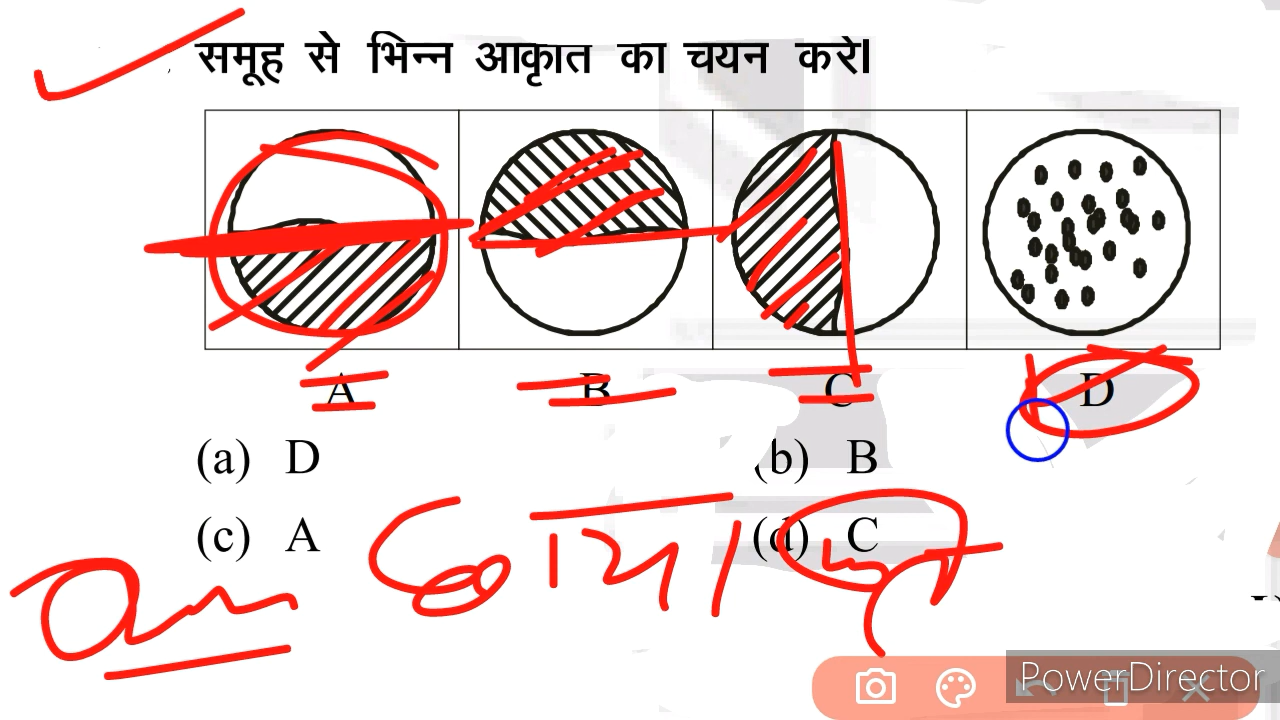 समूह से भिन्न आकृति का चयन करें।
A B C D
(a) D (b) B
(c) A (d) C
छाया
PowerDirector